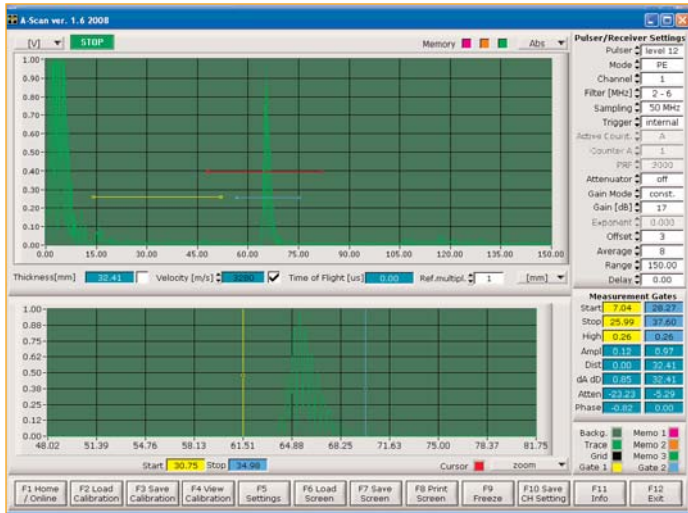 A-Scan ver. 1.6 2008
[V] STOP Memory Abs
1.00
0.90
0.80
0.70
0.60
0.50
0.40
0.30
0.20
0.10
0.00
0.00 15.00 30.00 45.00 60.00 75.00 90.00 105.00 120.00 135.00 150.00
Thickness[mm] 32.41 Velocity [m/s] 3280 Time of Flight [us] 0.00 Ref.multipl. 1 [mm]
1.00
0.88
0.75
0.62
0.50
0.38
0.25
0.12
0.00
48.02 51.39 54.76 58.13 61.51 64.88 68.25 71.63 75.00 78.37 81.75
Start 30.75 Stop 34.98 Cursor zoom
Pulser/Receiver Settings
Pulser level 12
Mode PE
Channel 1
Filter [MHz] 2 - 6
Sampling 50 MHz
Trigger internal
Active Count. A
Counter A 1
PRF 3000
Attenuator off
Gain Mode const.
Gain [dB] 17
Exponent 0.000
Offset 3
Average 8
Range 150.00
Delay 0.00
Measurement Gates
Start 7.04 28.27
Stop 25.99 37.60
High 0.26 0.26
Ampl 0.12 0.97
Dist 0.00 32.41
dA dD 0.85 32.41
Atten -23.23 -5.29
Phase -0.82 0.00
Backg. Memo 1
Trace Memo 2
Grid Memo 3
Gate 1 Gate 2
F1 Home / Online
F2 Load Calibration
F3 Save Calibration
F4 View Calibration
F5 Settings
F6 Load Screen
F7 Save Screen
F8 Print Screen
F9 Freeze
F10 Save CH Setting
F11 Info
F12 Exit